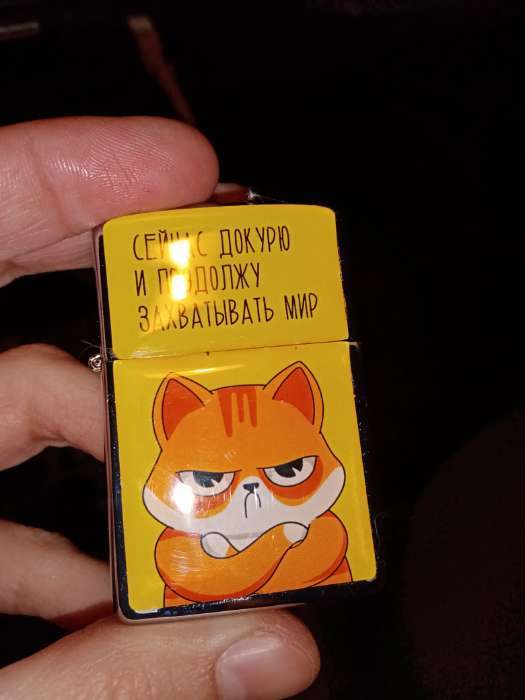 СЕЙЧАС ДОКУРЮ
И ПРОДОЛЖУ
ЗАХВАТЫВАТЬ МИР